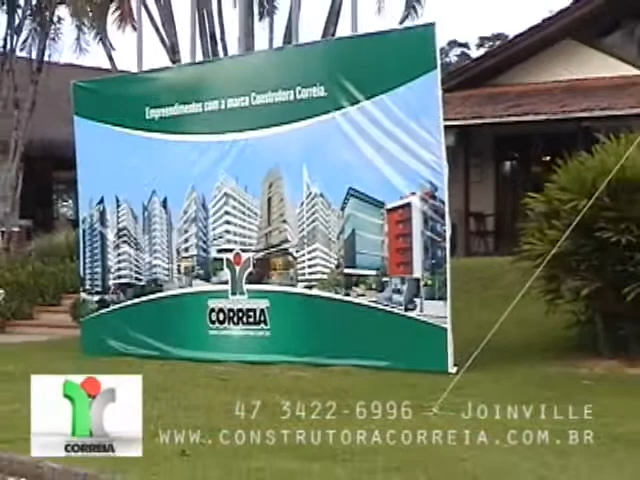 Empreendimentos com a marca Construtora Correia.
CORREIA
47 3422-6996 - JOINVILLE
WWW.CONSTRUTORACORREIA.COM.BR
CORREIA